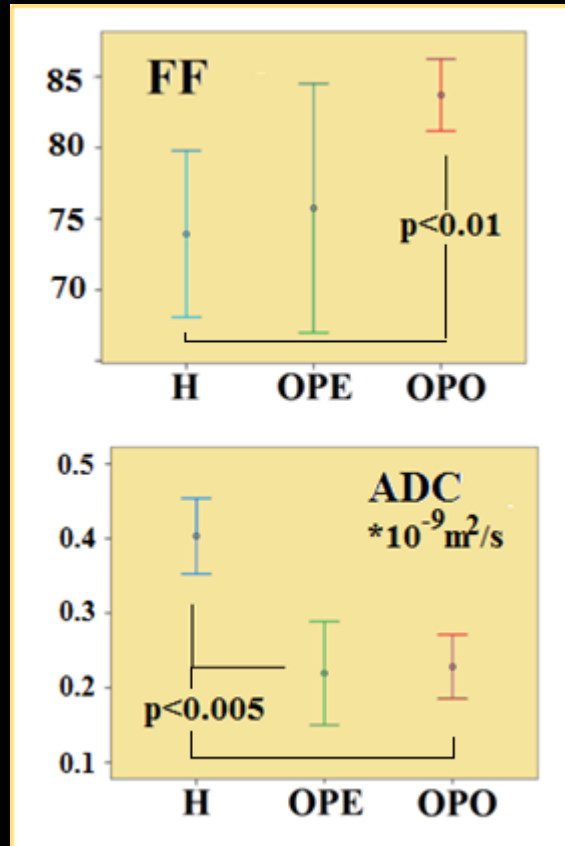 FF
85
80
75
70
p<0.01
H OPE OPO
ADC
*10⁻⁹m²/s
0.5
0.4
0.3
0.2
0.1
p<0.005
H OPE OPO